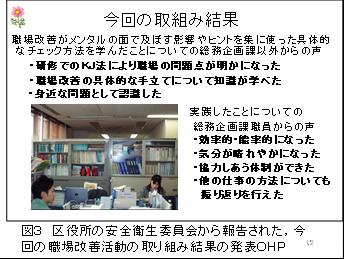 今回の取組み結果
職場改善がメンタルの面で及ぼす影響やヒント集に使った具体的
なチェック方法を学んだことについての総務企画課以外からの声
・研修でのKJ法により職場の問題点が明かになった
・職場改善の具体的な手立てについて知識が学べた
・身近な問題として認識した
実践したことについての
総務企画課職員からの声
・効率的・能率的になった
・気分が晴れやかになった
・協力しあう体制ができた
・他の仕事の方法についても
振り返りを行えた
図3 区役所の安全衛生委員会から報告された，今
回の職場改善活動の取り組み結果の発表OHP
12